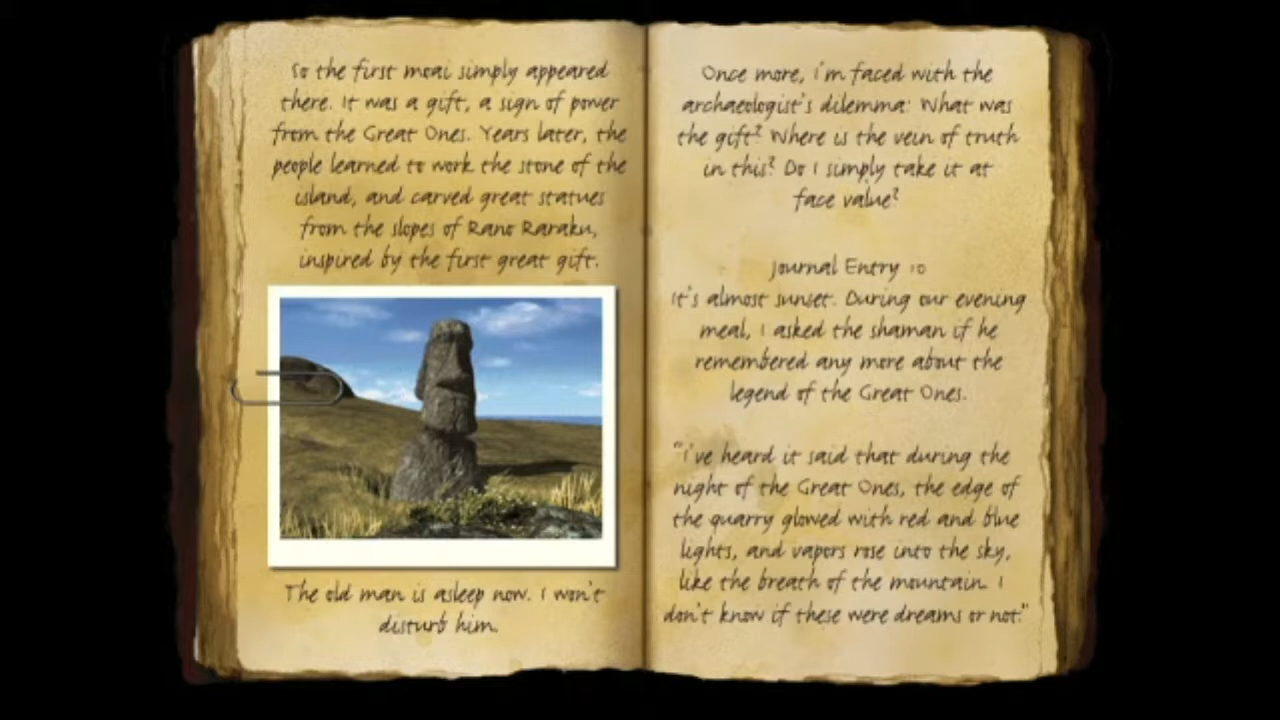 So the first moai simply appeared
there. It was a gift, a sign of power
from the Great Ones. Years later, the
people learned to work the stone of the
island, and carved great statues
from the slopes of Rano Raraku,
inspired by the first great gift.
The old man is asleep now. I won't
disturb him.
Once more, I'm faced with the
archaeologist's dilemma: What was
the gift? Where is the vein of truth
in this? Do I simply take it at
face value?
Journal Entry 10
It's almost sunset. During our evening
meal, I asked the shaman if he
remembered any more about the
legend of the Great Ones.
"I've heard it said that during the
night of the Great Ones, the edge of
the quarry glowed with red and blue
lights, and vapors rose into the sky,
like the breath of the mountain. I
don't know if these were dreams or not."